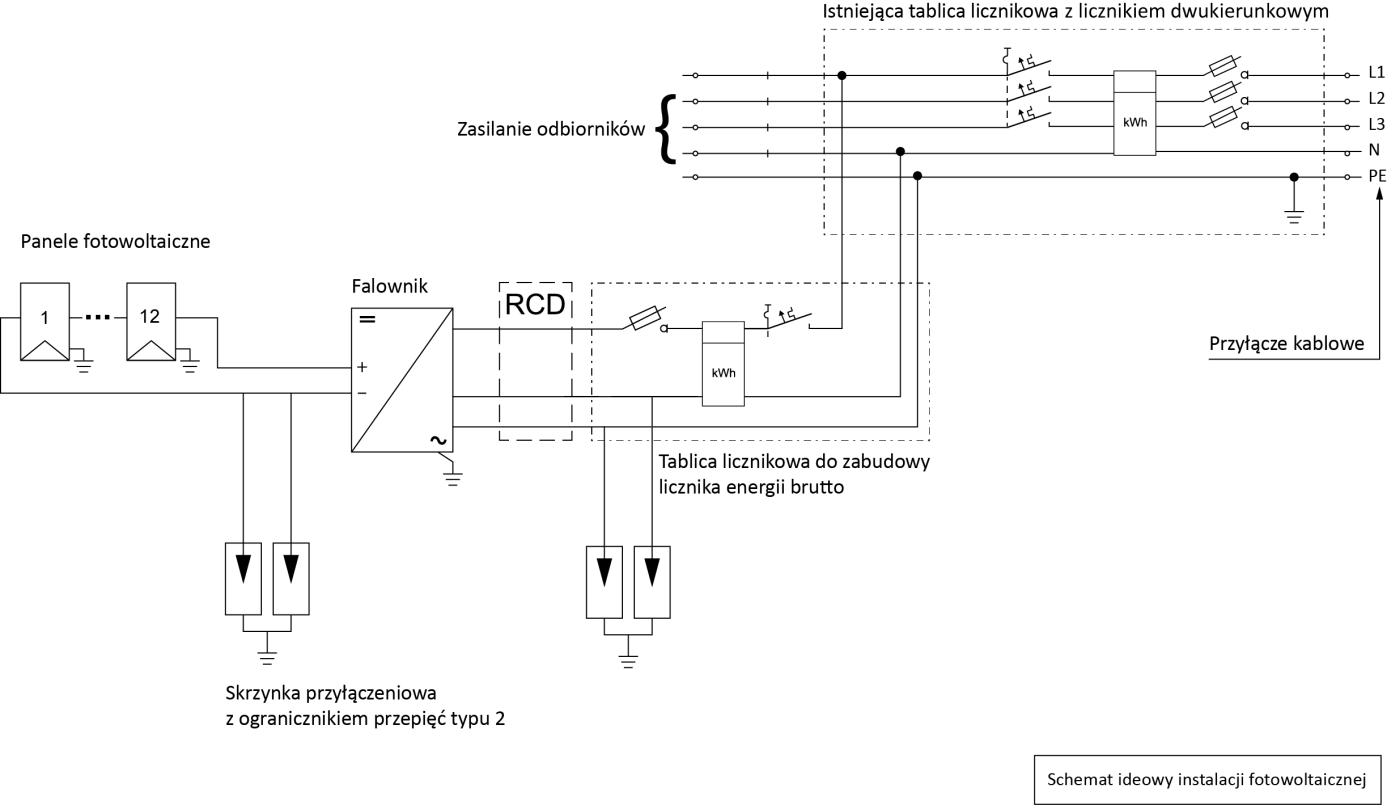 Istniejąca tablica licznikowa z licznikiem dwukierunkowym
L1
L2
L3
N
PE
kWh
Zasilanie odbiorników
Przyłącze kablowe
Panele fotowoltaiczne
1
12
Falownik
=
+
−
~
RCD
kWh
Tablica licznikowa do zabudowy
licznika energii brutto
Skrzynka przyłączeniowa
z ogranicznikiem przepięć typu 2
Schemat ideowy instalacji fotowoltaicznej